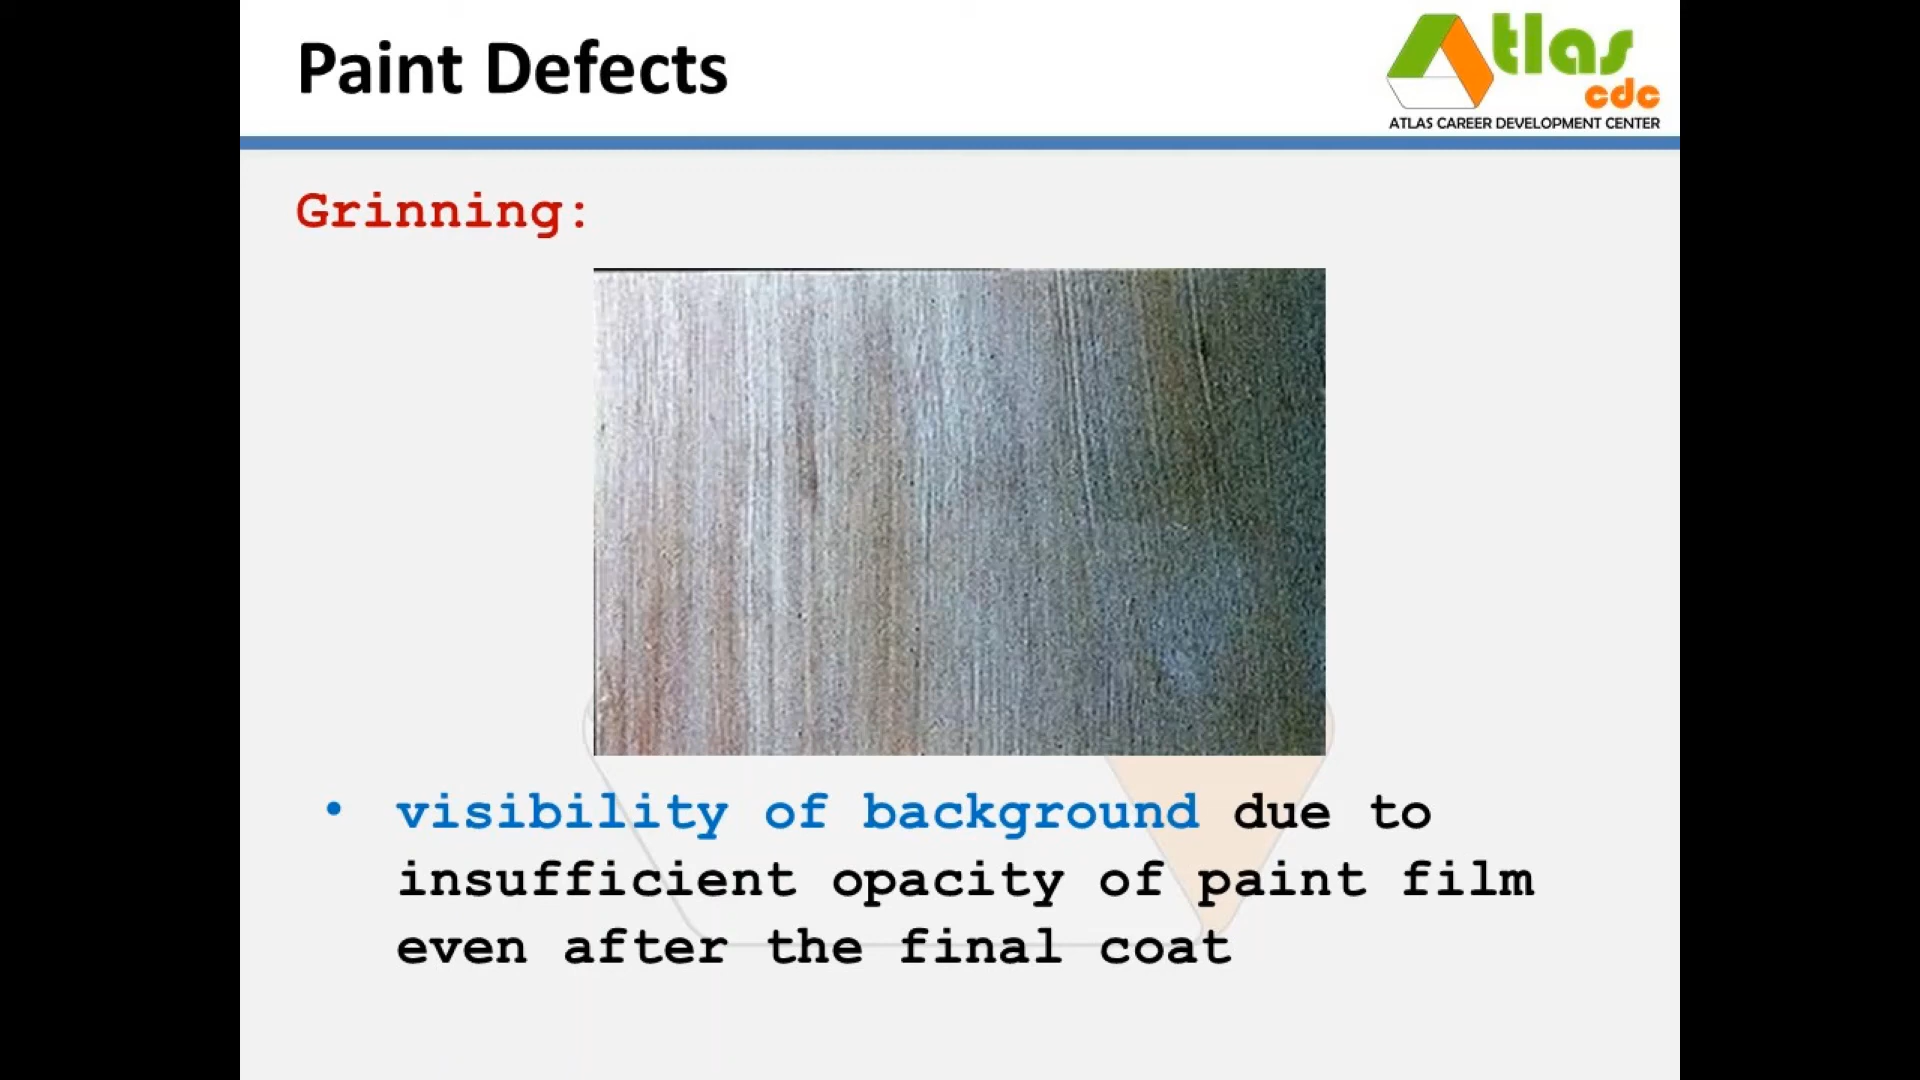 Paint Defects
Atlas
cdc
ATLAS CAREER DEVELOPMENT CENTER
Grinning:
• visibility of background due to
insufficient opacity of paint film
even after the final coat